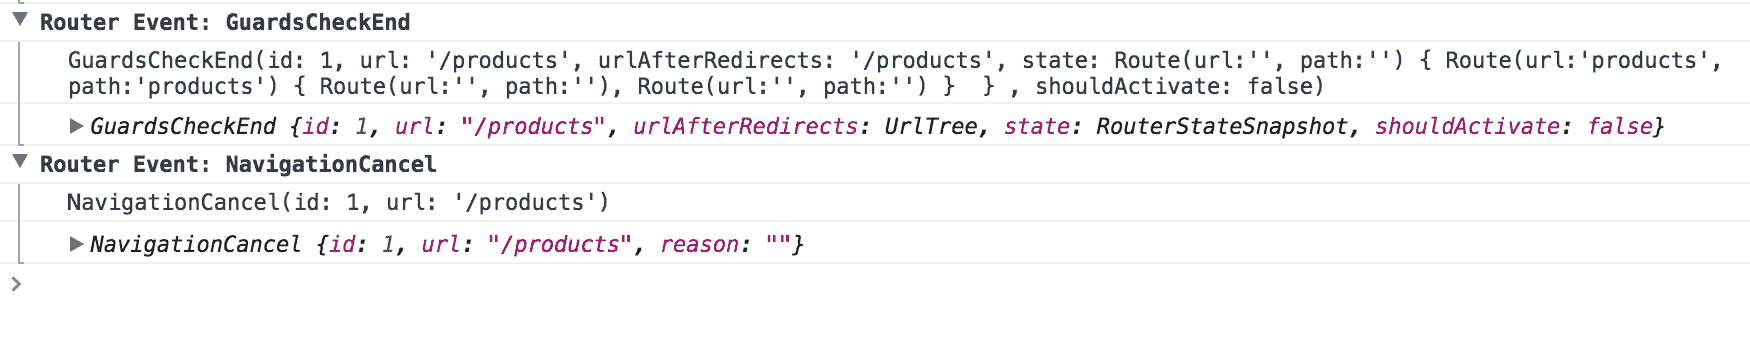 ▼ Router Event: GuardsCheckEnd
GuardsCheckEnd(id: 1, url: '/products', urlAfterRedirects: '/products', state: Route(url:'', path:'') { Route(url:'products',
path:'products') { Route(url:'', path:''), Route(url:'', path:'') }  } , shouldActivate: false)
▶ GuardsCheckEnd {id: 1, url: "/products", urlAfterRedirects: UrlTree, state: RouterStateSnapshot, shouldActivate: false}
▼ Router Event: NavigationCancel
NavigationCancel(id: 1, url: '/products')
▶ NavigationCancel {id: 1, url: "/products", reason: ""}
>